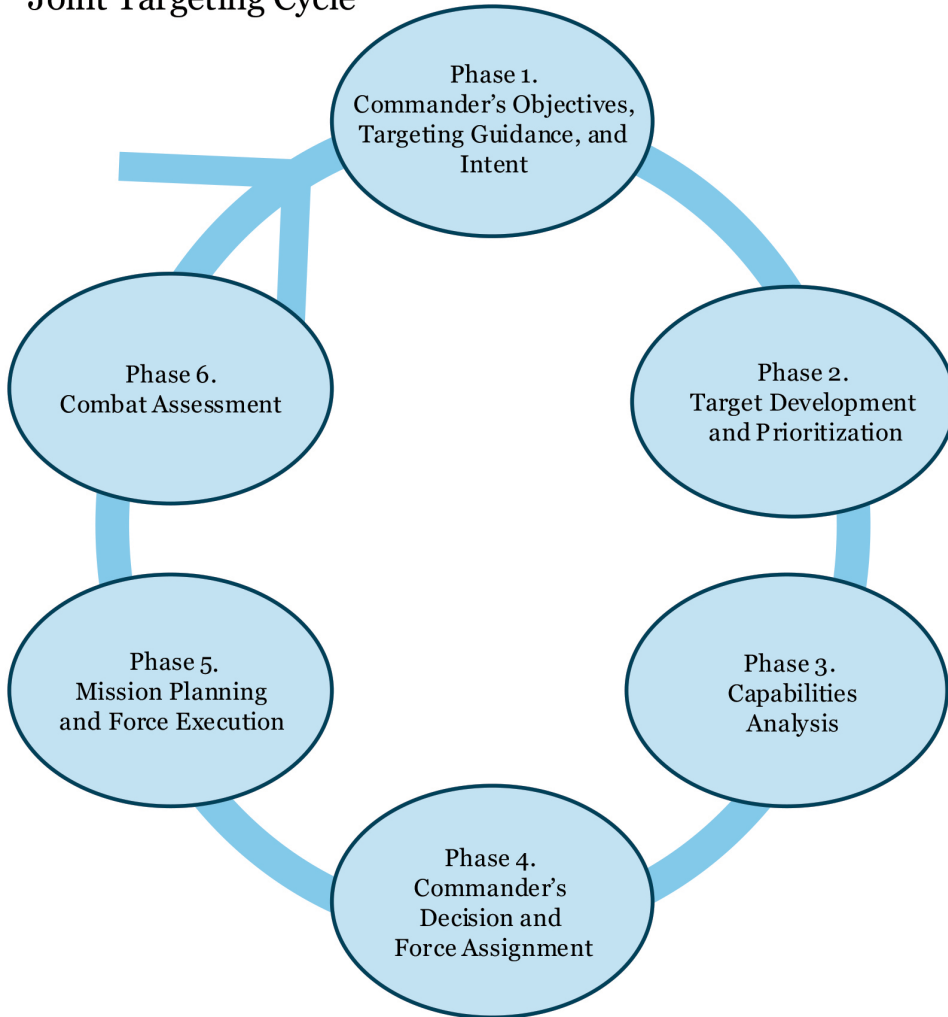 Joint Targeting Cycle
Phase 1.
Commander’s Objectives,
Targeting Guidance, and
Intent
Phase 2.
Target Development
and Prioritization
Phase 3.
Capabilities
Analysis
Phase 4.
Commander’s
Decision and
Force Assignment
Phase 5.
Mission Planning
and Force Execution
Phase 6.
Combat Assessment